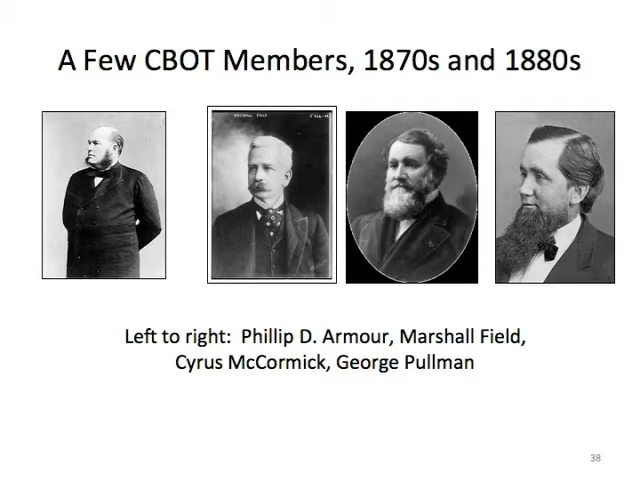 A Few CBOT Members, 1870s and 1880s
Left to right:  Phillip D. Armour, Marshall Field,
Cyrus McCormick, George Pullman
38